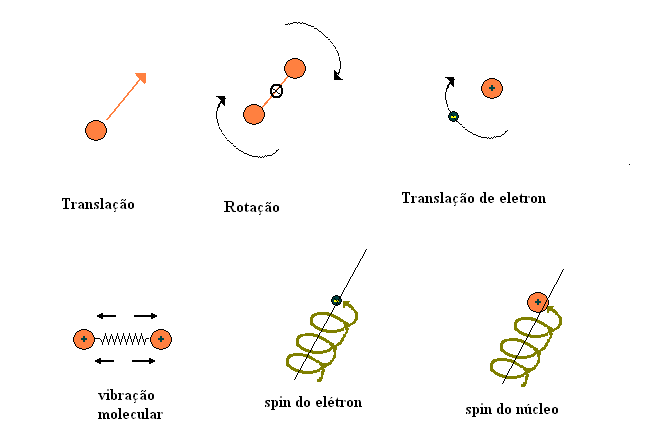 Translação
Rotação
Translação de eletron
vibração
molecular
spin do elétron
spin do núcleo